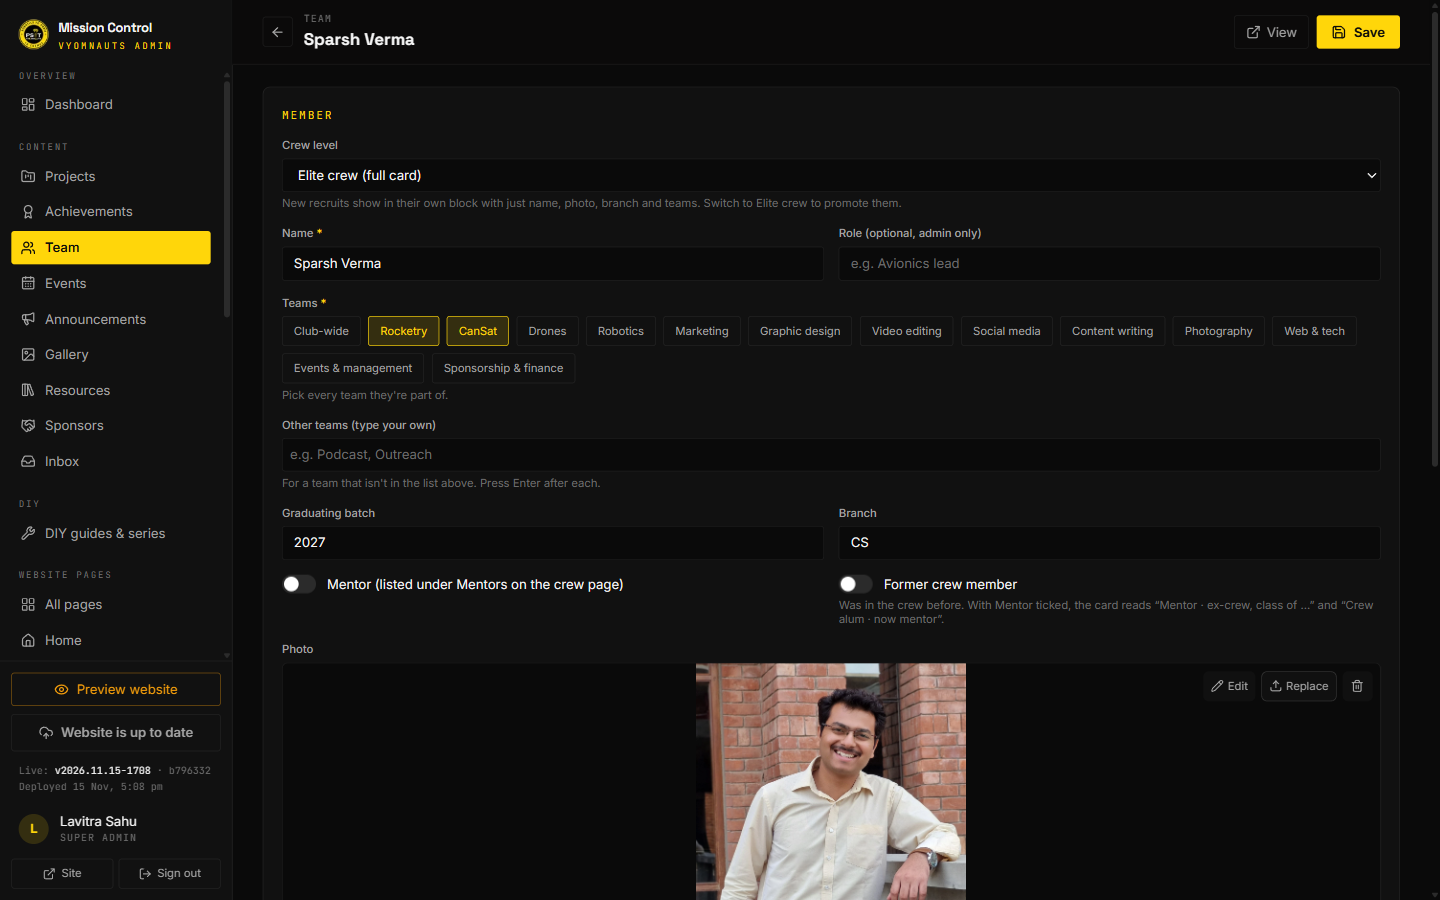 Mission Control
VYOMNAUTS ADMIN
OVERVIEW
Dashboard
CONTENT
Projects
Achievements
Team
Events
Announcements
Gallery
Resources
Sponsors
Inbox
DIY
DIY guides & series
WEBSITE PAGES
All pages
Home
Preview website
Website is up to date
Live: v2026.11.15-1708 · b796332
Deployed 15 Nov, 5:08 pm
L
Lavitra Sahu
SUPER ADMIN
Site
Sign out
TEAM
Sparsh Verma
View
Save
MEMBER
Crew level
Elite crew (full card)
New recruits show in their own block with just name, photo, branch and teams. Switch to Elite crew to promote them.
Name *
Sparsh Verma
Role (optional, admin only)
e.g. Avionics lead
Teams *
Club-wide Rocketry CanSat Drones Robotics Marketing Graphic design Video editing Social media Content writing Photography Web & tech
Events & management Sponsorship & finance
Pick every team they're part of.
Other teams (type your own)
e.g. Podcast, Outreach
For a team that isn't in the list above. Press Enter after each.
Graduating batch
2027
Branch
CS
Mentor (listed under Mentors on the crew page)
Former crew member
Was in the crew before. With Mentor ticked, the card reads “Mentor · ex-crew, class of …” and “Crew
alum · now mentor”.
Photo
Edit
Replace